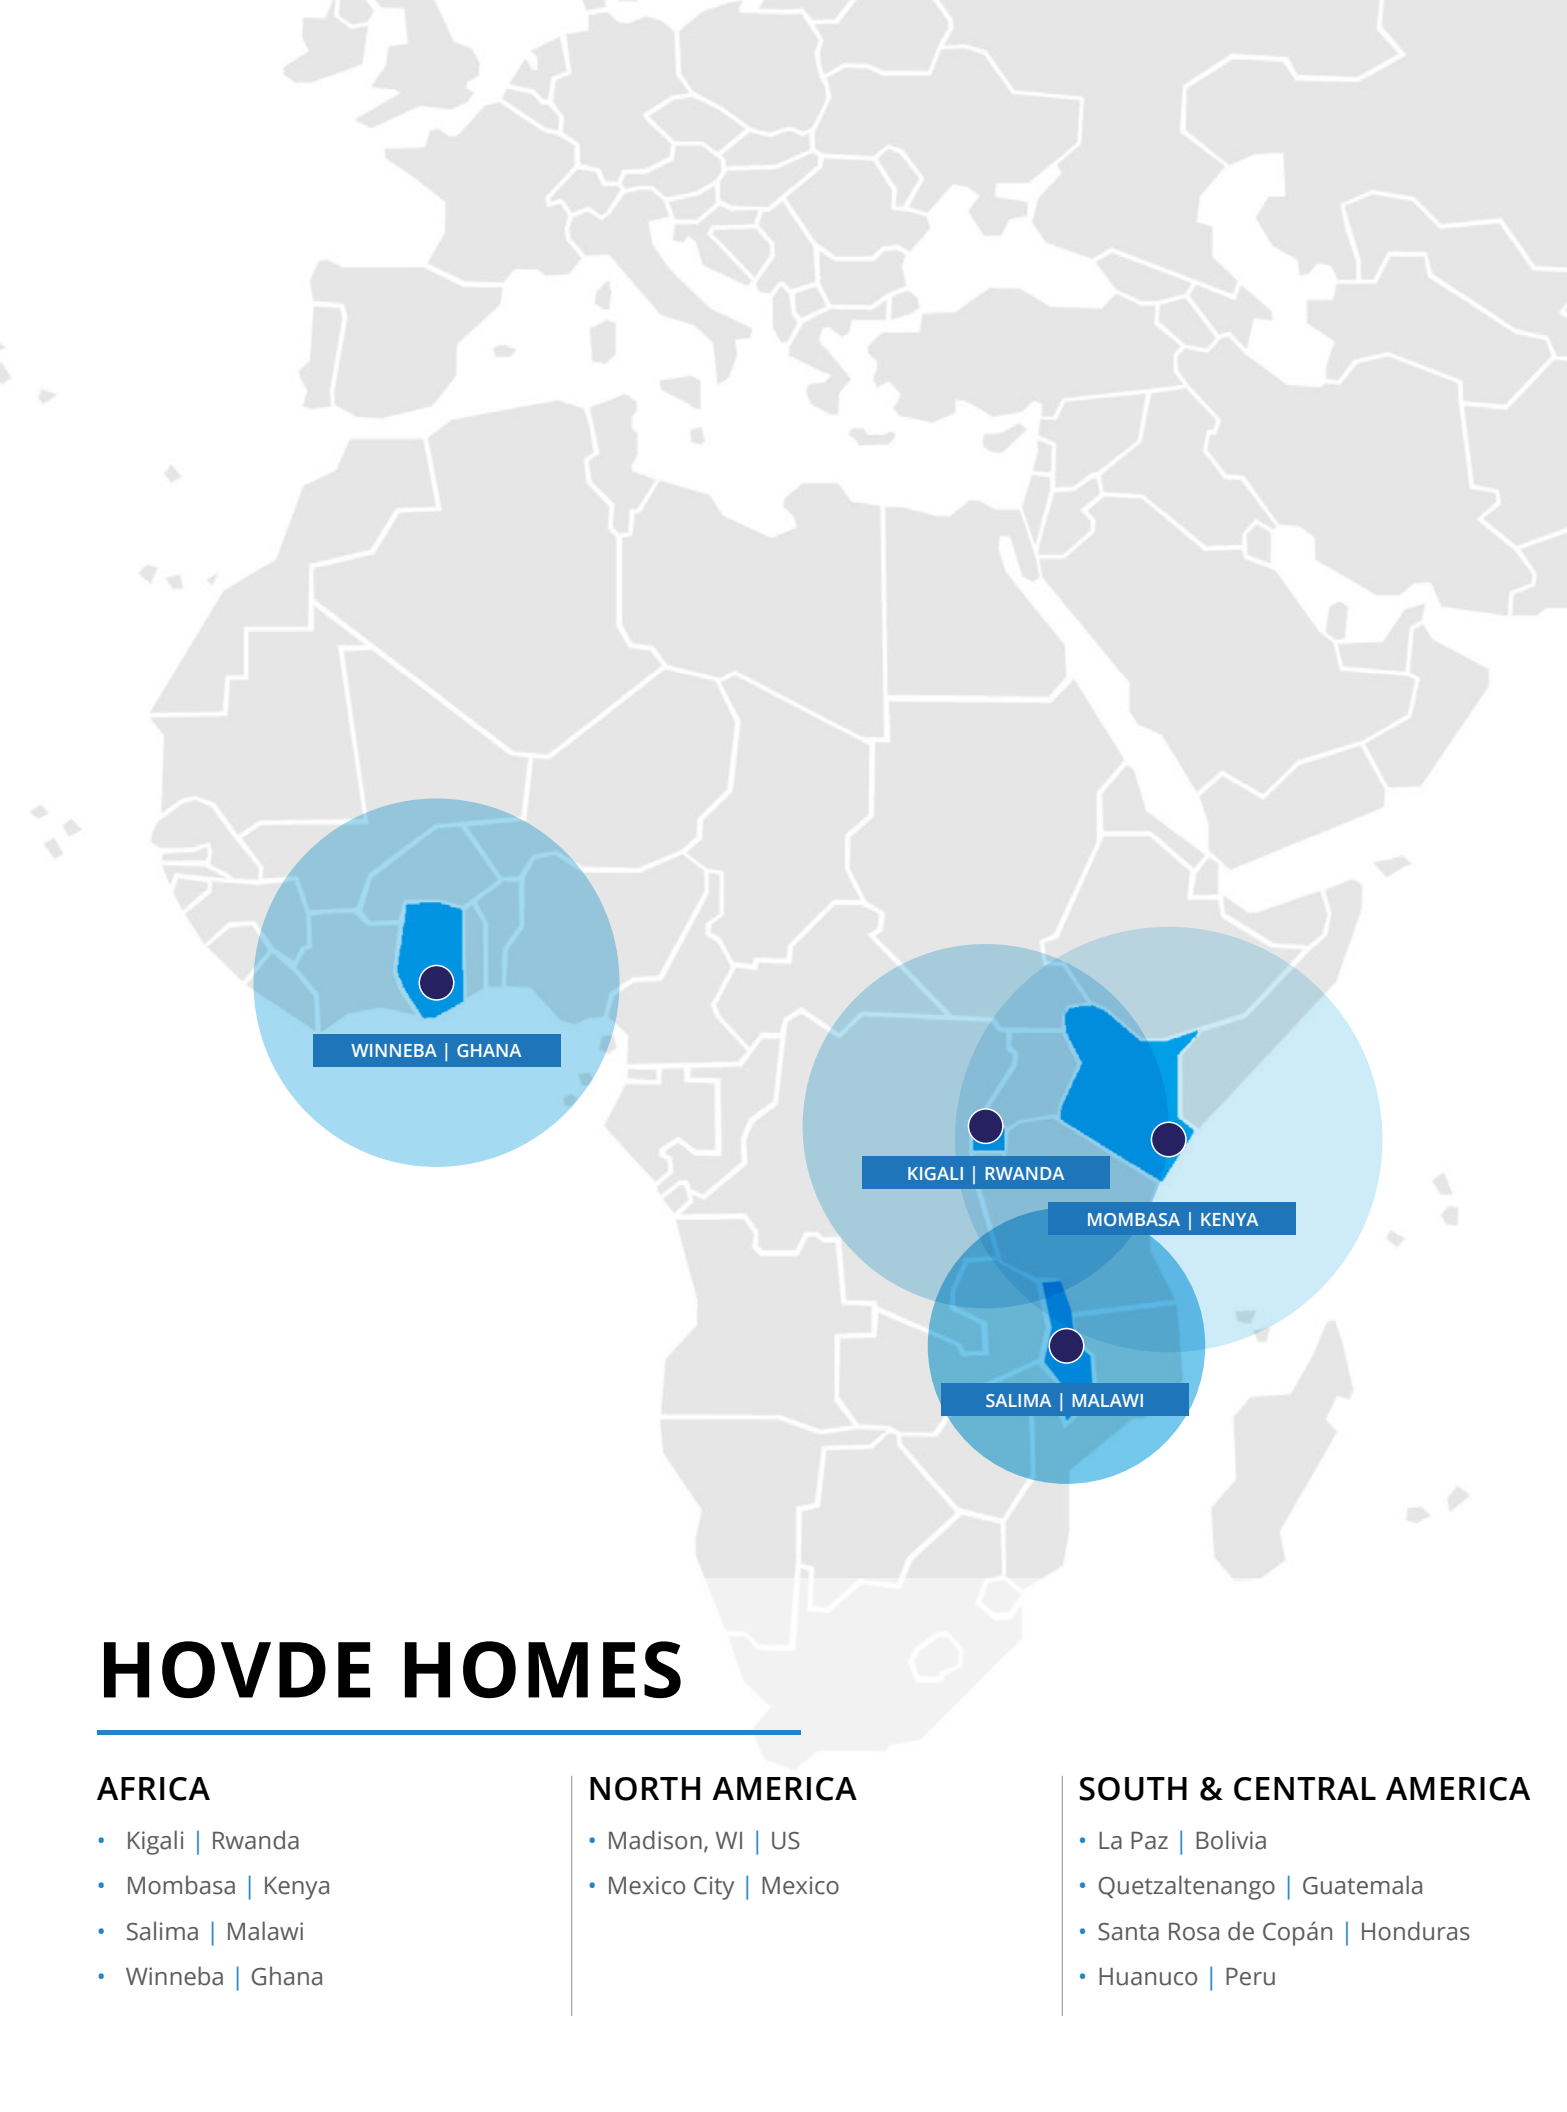 WINNEBA | GHANA
KIGALI | RWANDA
MOMBASA | KENYA
SALIMA | MALAWI
HOVDE HOMES
AFRICA
• Kigali | Rwanda
• Mombasa | Kenya
• Salima | Malawi
• Winneba | Ghana
NORTH AMERICA
• Madison, WI | US
• Mexico City | Mexico
SOUTH & CENTRAL AMERICA
• La Paz | Bolivia
• Quetzaltenango | Guatemala
• Santa Rosa de Copán | Honduras
• Huanuco | Peru